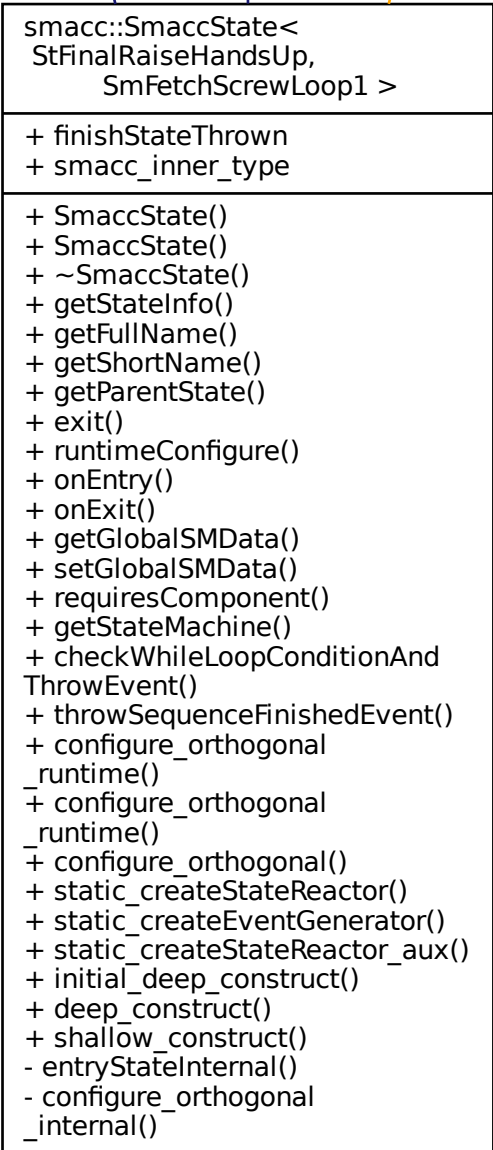 smacc::SmaccState<
StFinalRaiseHandsUp,
SmFetchScrewLoop1 >
+ finishStateThrown
+ smacc_inner_type
+ SmaccState()
+ SmaccState()
+ ~SmaccState()
+ getStateInfo()
+ getFullName()
+ getShortName()
+ getParentState()
+ exit()
+ runtimeConfigure()
+ onEntry()
+ onExit()
+ getGlobalSMData()
+ setGlobalSMData()
+ requiresComponent()
+ getStateMachine()
+ checkWhileLoopConditionAnd
ThrowEvent()
+ throwSequenceFinishedEvent()
+ configure_orthogonal
_runtime()
+ configure_orthogonal
_runtime()
+ configure_orthogonal()
+ static_createStateReactor()
+ static_createEventGenerator()
+ static_createStateReactor_aux()
+ initial_deep_construct()
+ deep_construct()
+ shallow_construct()
- entryStateInternal()
- configure_orthogonal
_internal()